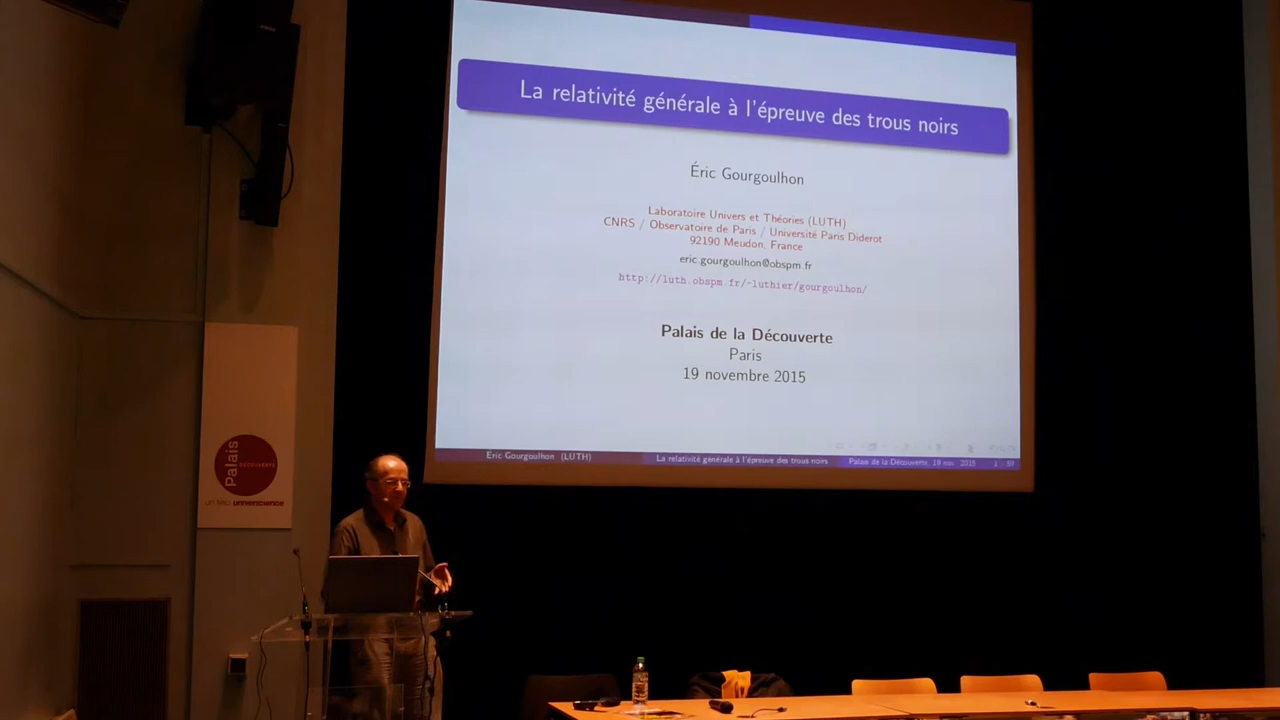 La relativité générale à l'épreuve des trous noirs
Éric Gourgoulhon
Laboratoire Univers et Théories (LUTH)
CNRS / Observatoire de Paris / Université Paris Diderot
92190 Meudon, France
eric.gourgoulhon@obspm.fr
http://luth.obspm.fr/~luthier/gourgoulhon/
Palais de la Découverte
Paris
19 novembre 2015
Éric Gourgoulhon (LUTH)
La relativité générale à l'épreuve des trous noirs
Palais de la Découverte, 19 nov. 2015
Palais
DÉCOUVERTE